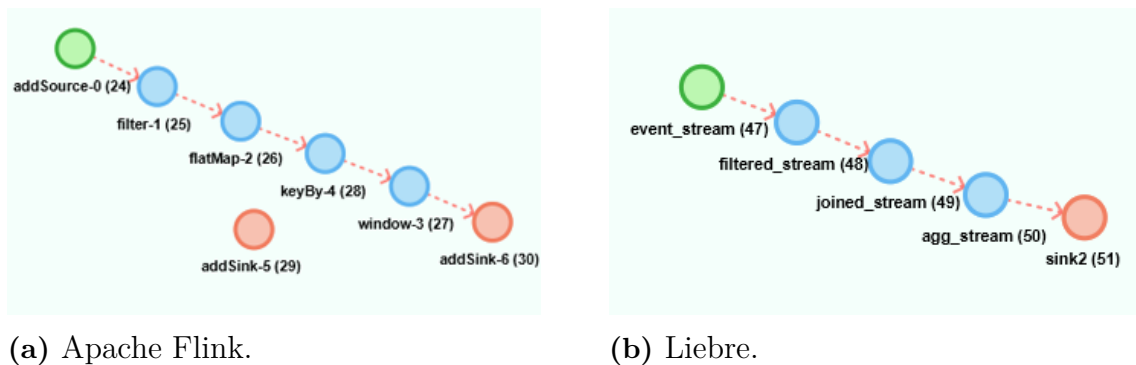 addSource-0 (24)
filter-1 (25)
flatMap-2 (26)
keyBy-4 (28)
window-3 (27)
addSink-5 (29)
addSink-6 (30)
(a) Apache Flink.
event_stream (47)
filtered_stream (48)
joined_stream (49)
agg_stream (50)
sink2 (51)
(b) Liebre.